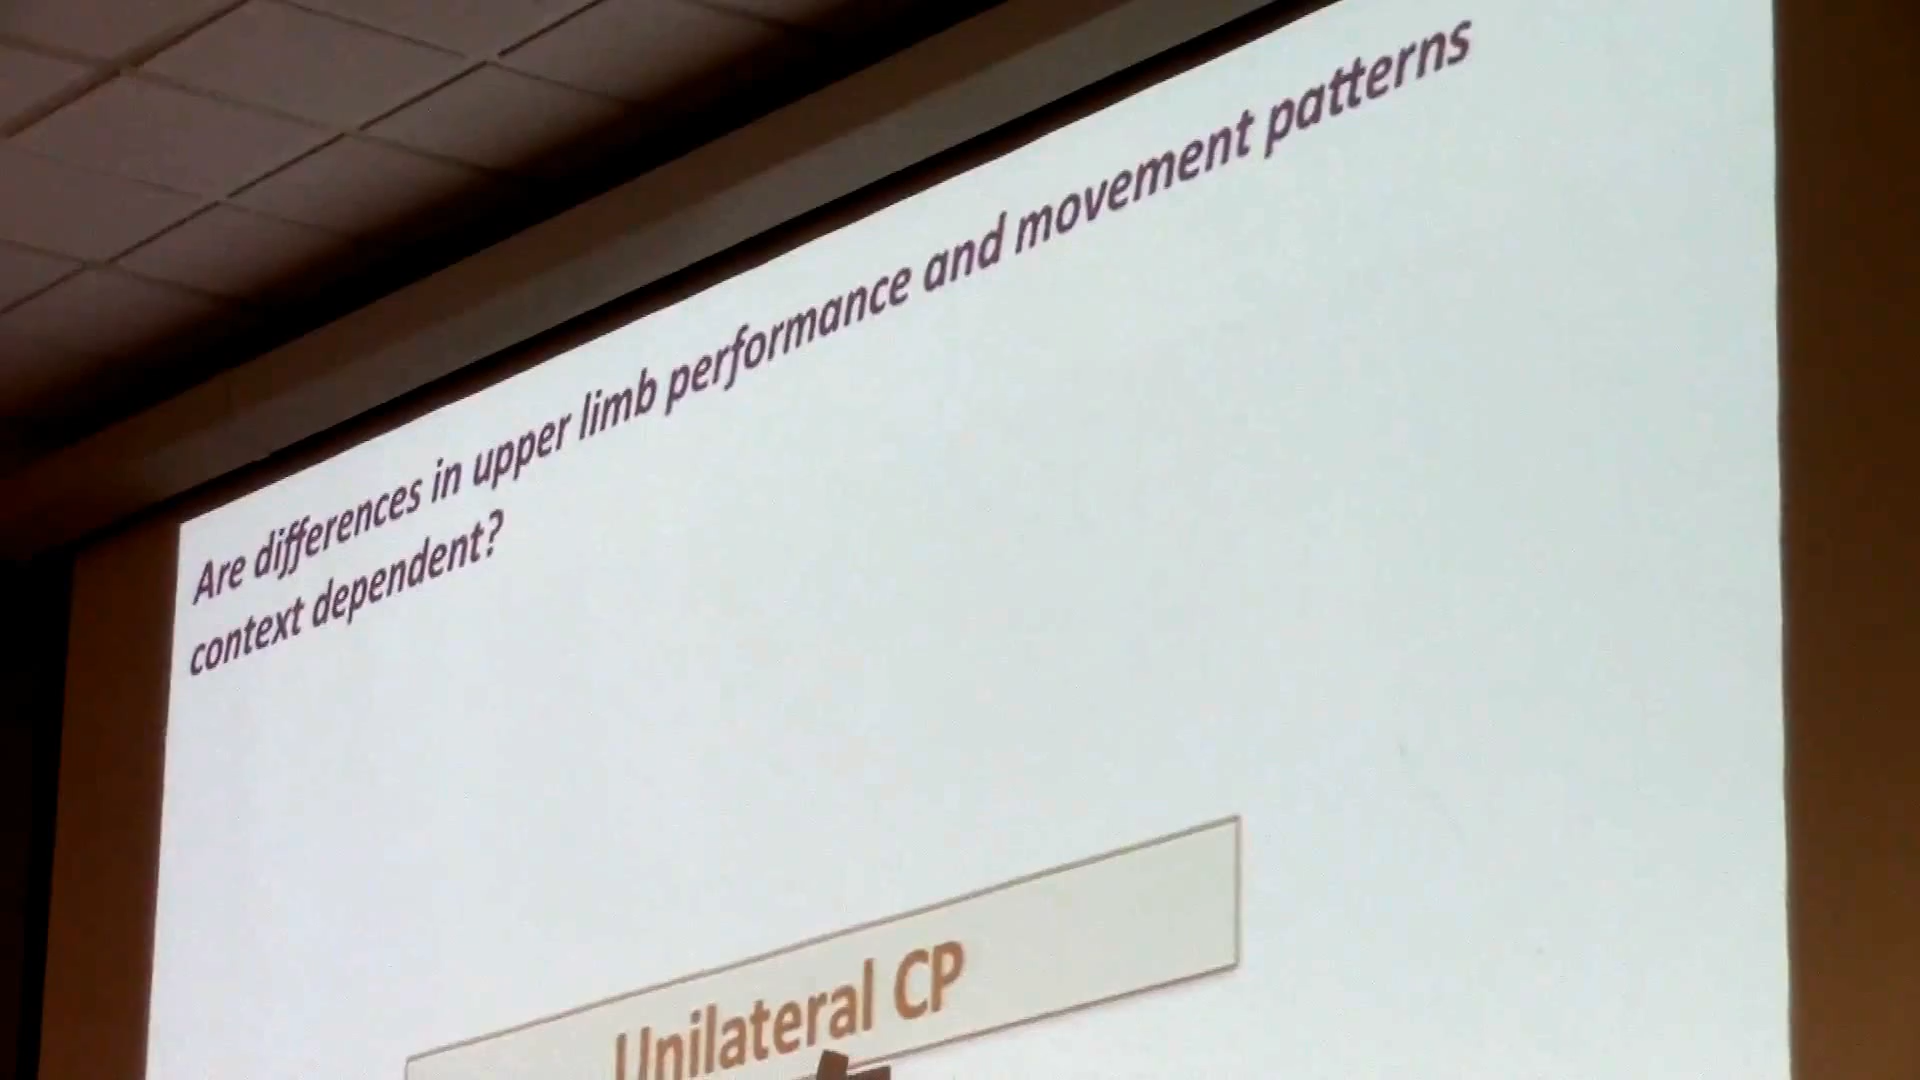 Are differences in upper limb performance and movement patterns
context dependent?
Unilateral CP